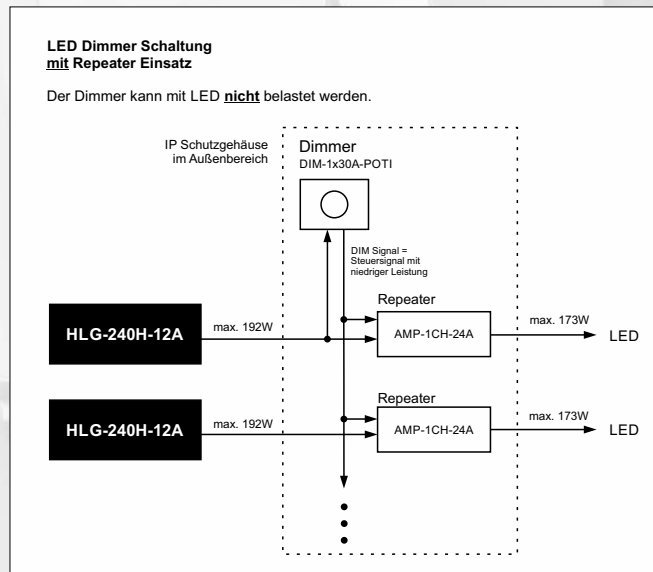 LED Dimmer Schaltung
mit Repeater Einsatz
Der Dimmer kann mit LED nicht belastet werden.
IP Schutzgehäuse
im Außenbereich
Dimmer
DIM-1x30A-POTI
DIM Signal =
Steuersignal mit
niedriger Leistung
Repeater
HLG-240H-12A
max. 192W
AMP-1CH-24A
max. 173W
LED
Repeater
HLG-240H-12A
max. 192W
AMP-1CH-24A
max. 173W
LED